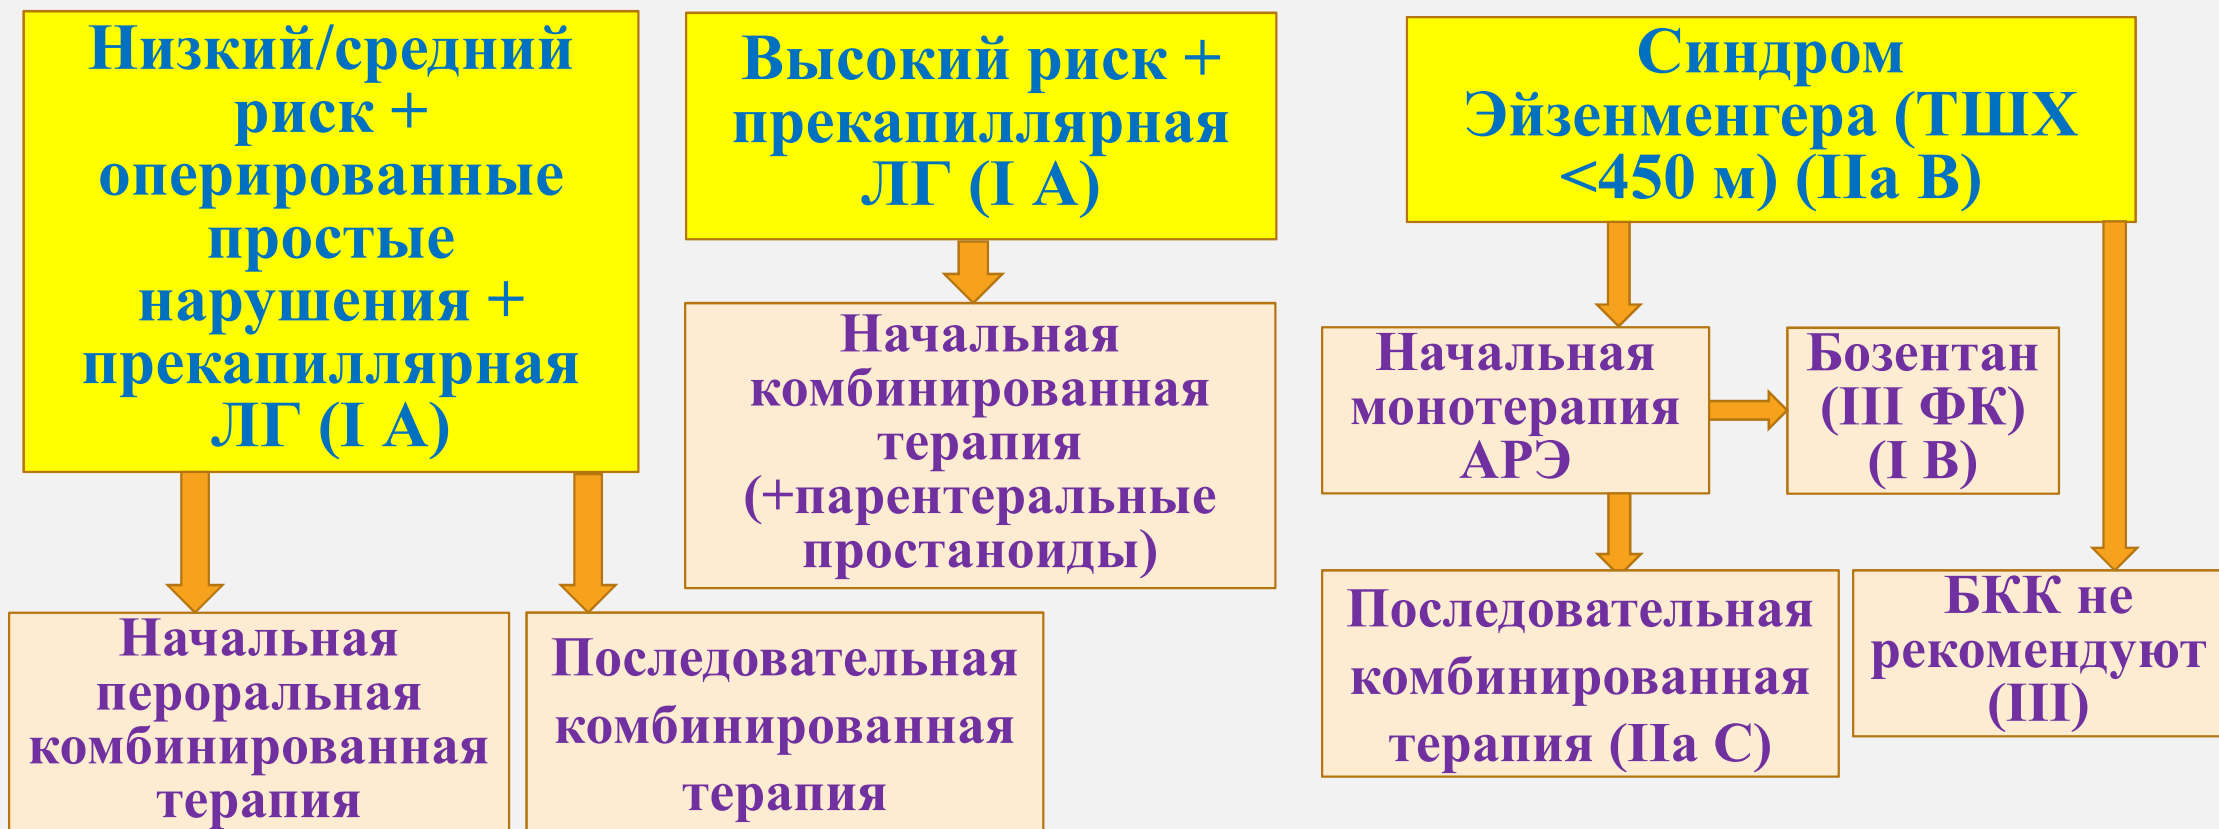 Низкий/средний
риск +
оперированные
простые
нарушения +
прекапиллярная
ЛГ (I A)
Высокий риск +
прекапиллярная
ЛГ (I A)
Синдром
Эйзенменгера (ТШХ
<450 м) (IIa B)
Начальная
комбинированная
терапия
(+парентеральные
простаноиды)
Начальная
монотерапия
АРЭ
Бозентан
(III ФК)
(I B)
Начальная
пероральная
комбинированная
терапия
Последовательная
комбинированная
терапия
Последовательная
комбинированная
терапия (IIa C)
БКК не
рекомендуют
(III)